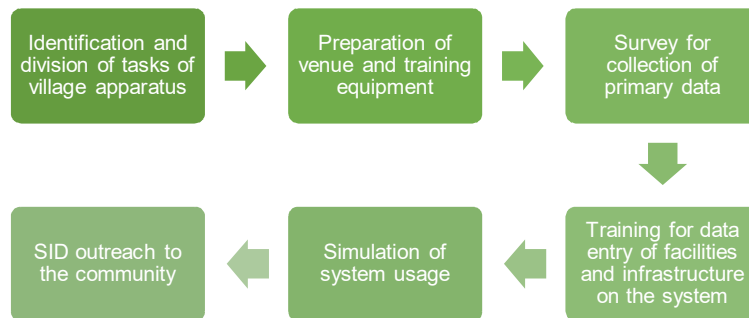 Identification and
division of tasks of
village apparatus
Preparation of
venue and training
equipment
Survey for
collection of
primary data
Training for data
entry of facilities
and infrastructure
on the system
Simulation of
system usage
SID outreach to
the community